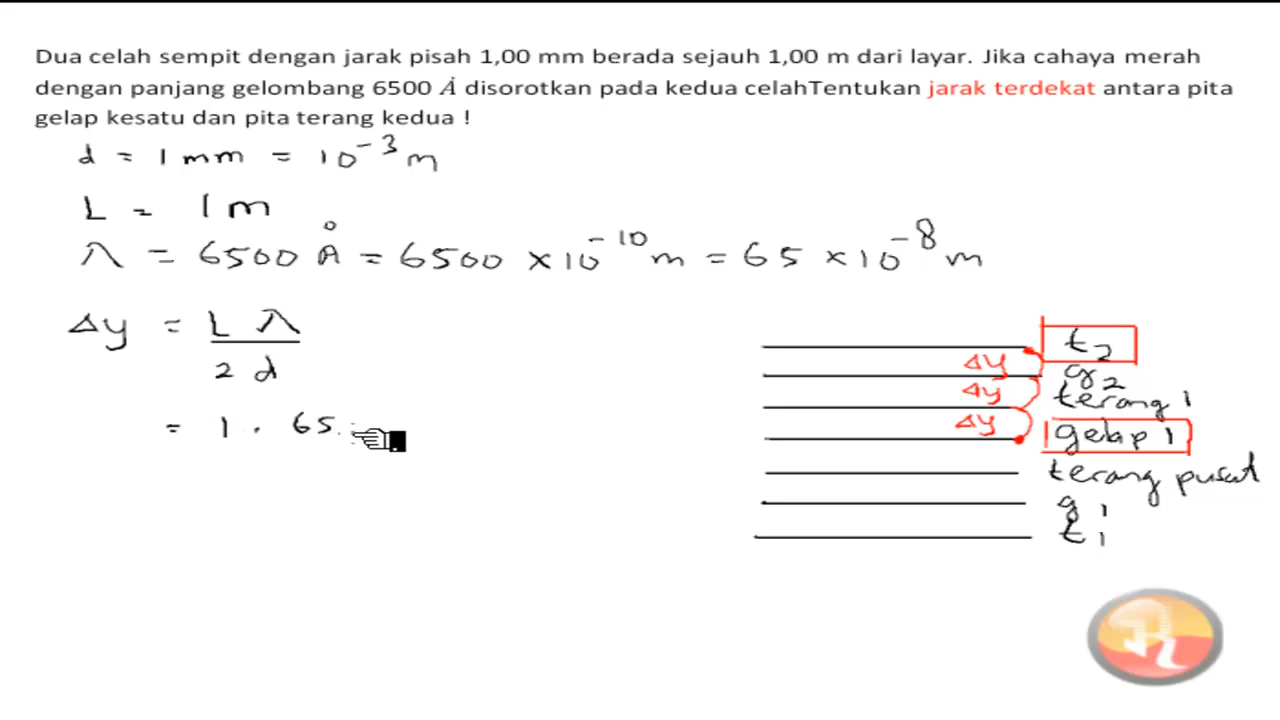 Dua celah sempit dengan jarak pisah 1,00 mm berada sejauh 1,00 m dari layar. Jika cahaya merah
dengan panjang gelombang 6500 Å disorotkan pada kedua celahTentukan jarak terdekat antara pita
gelap kesatu dan pita terang kedua !
d = 1 mm = 10⁻³ m
L = 1 m
λ = 6500 Å = 6500 × 10⁻¹⁰ m = 65 × 10⁻⁸ m
Δy = L λ / 2 d
= 1 . 65.
t₂
Δy
g₂
Δy
terang 1
Δy
gelap 1
terang pusat
g 1
t₁